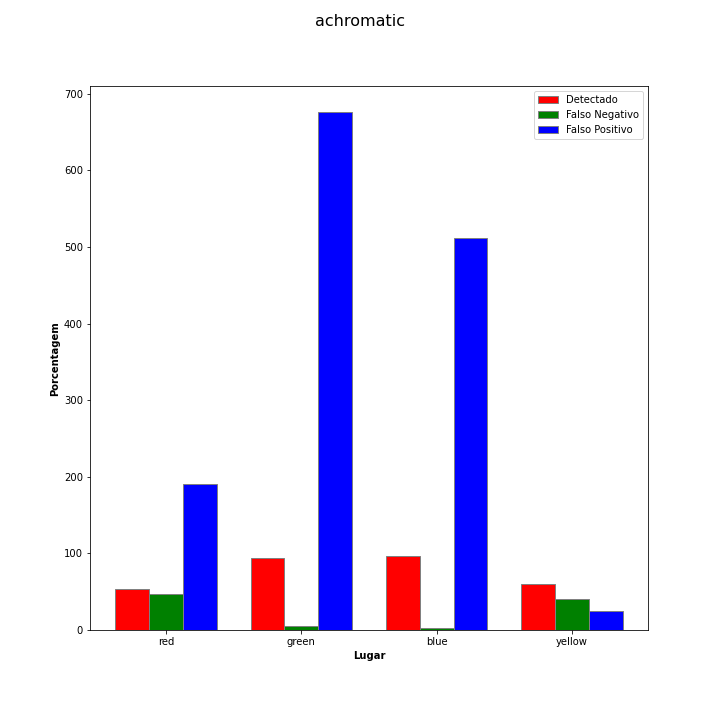 achromatic
Detectado
Falso Negativo
Falso Positivo
700
600
500
400
300
200
100
0
Porcentagem
red green blue yellow
Lugar